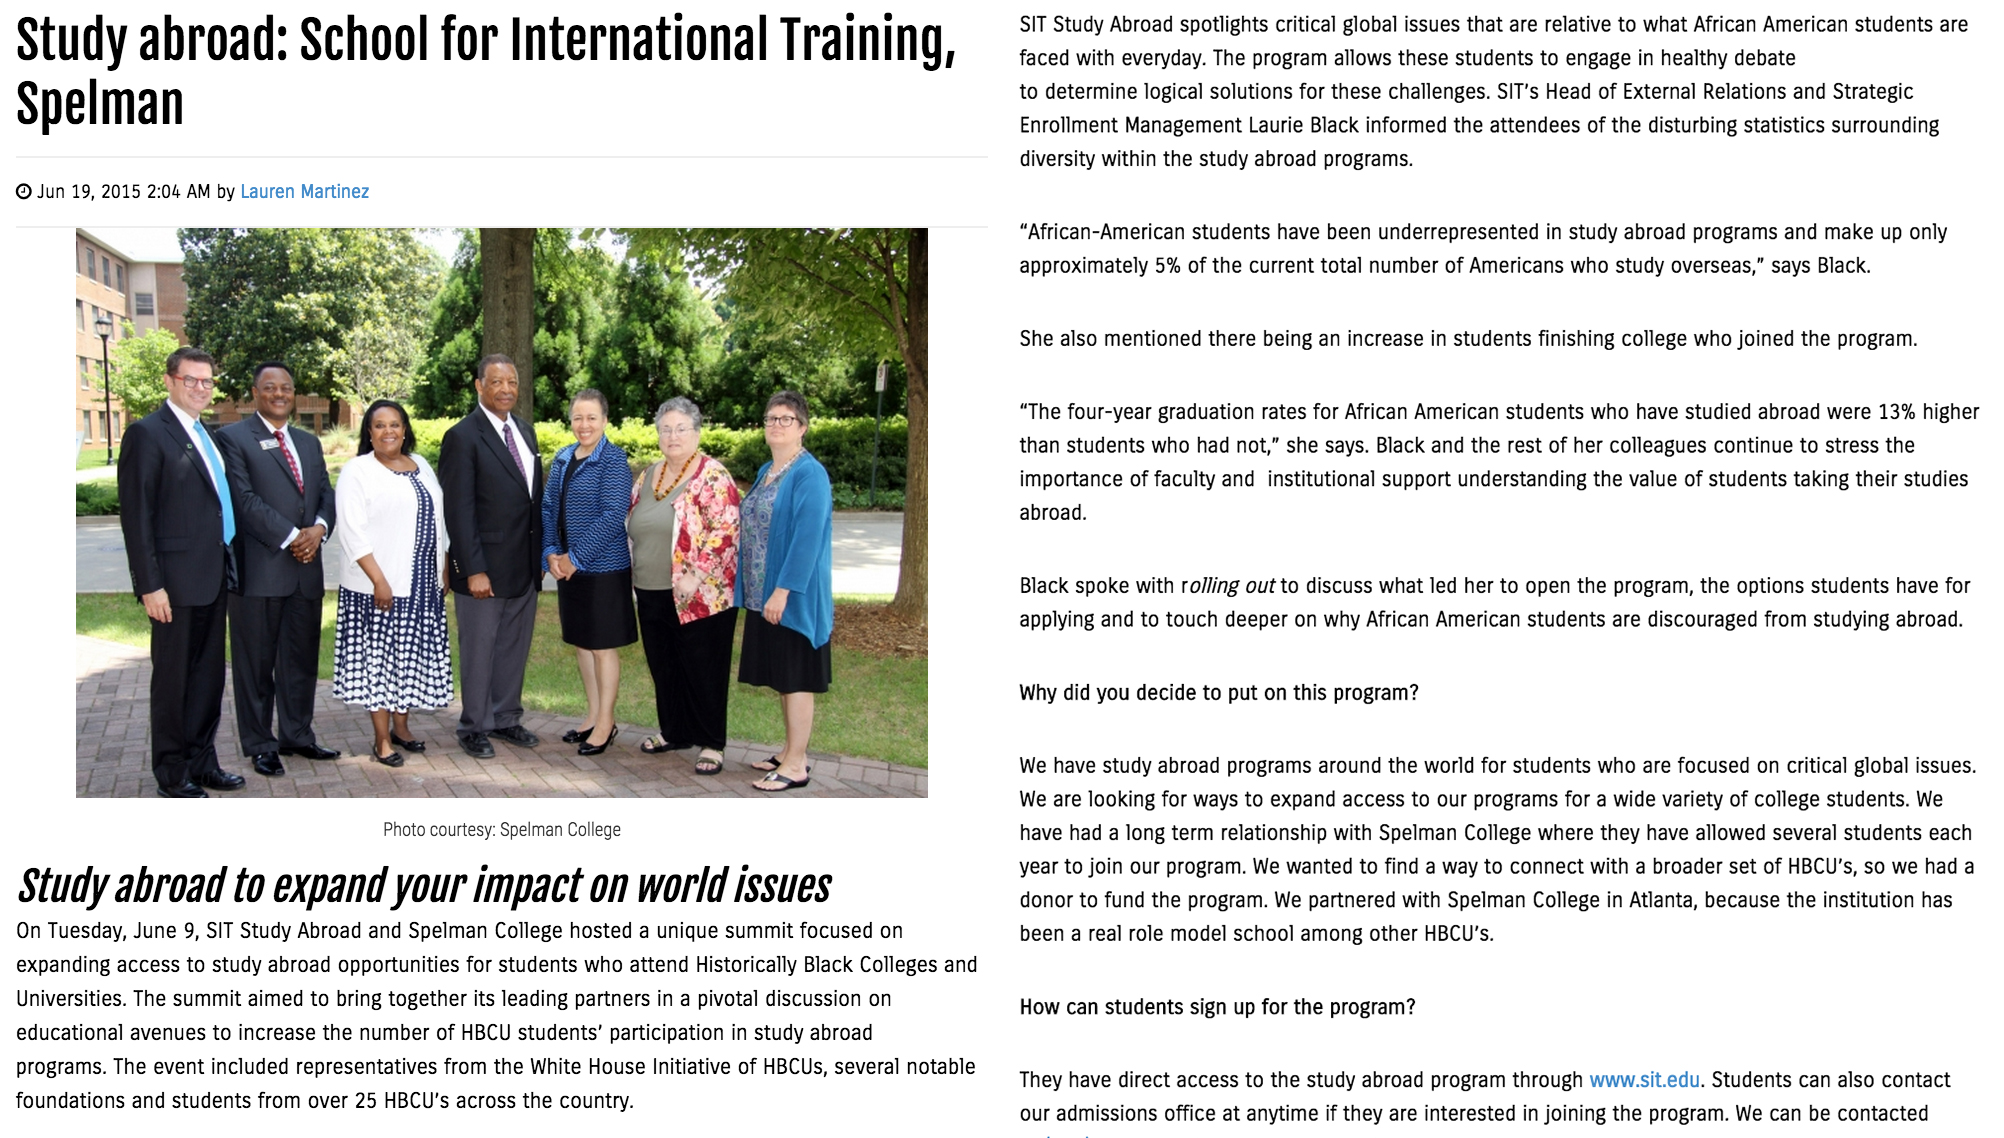 Study abroad: School for International Training,
Spelman
Jun 19, 2015 2:04 AM by Lauren Martinez
Photo courtesy: Spelman College
Study abroad to expand your impact on world issues
On Tuesday, June 9, SIT Study Abroad and Spelman College hosted a unique summit focused on
expanding access to study abroad opportunities for students who attend Historically Black Colleges and
Universities. The summit aimed to bring together its leading partners in a pivotal discussion on
educational avenues to increase the number of HBCU students’ participation in study abroad
programs. The event included representatives from the White House Initiative of HBCUs, several notable
foundations and students from over 25 HBCU’s across the country.
SIT Study Abroad spotlights critical global issues that are relative to what African American students are
faced with everyday. The program allows these students to engage in healthy debate
to determine logical solutions for these challenges. SIT’s Head of External Relations and Strategic
Enrollment Management Laurie Black informed the attendees of the disturbing statistics surrounding
diversity within the study abroad programs.
“African-American students have been underrepresented in study abroad programs and make up only
approximately 5% of the current total number of Americans who study overseas,” says Black.
She also mentioned there being an increase in students finishing college who joined the program.
“The four-year graduation rates for African American students who have studied abroad were 13% higher
than students who had not,” she says. Black and the rest of her colleagues continue to stress the
importance of faculty and  institutional support understanding the value of students taking their studies
abroad.
Black spoke with rolling out to discuss what led her to open the program, the options students have for
applying and to touch deeper on why African American students are discouraged from studying abroad.
Why did you decide to put on this program?
We have study abroad programs around the world for students who are focused on critical global issues.
We are looking for ways to expand access to our programs for a wide variety of college students. We
have had a long term relationship with Spelman College where they have allowed several students each
year to join our program. We wanted to find a way to connect with a broader set of HBCU’s, so we had a
donor to fund the program. We partnered with Spelman College in Atlanta, because the institution has
been a real role model school among other HBCU’s.
How can students sign up for the program?
They have direct access to the study abroad program through www.sit.edu. Students can also contact
our admissions office at anytime if they are interested in joining the program. We can be contacted